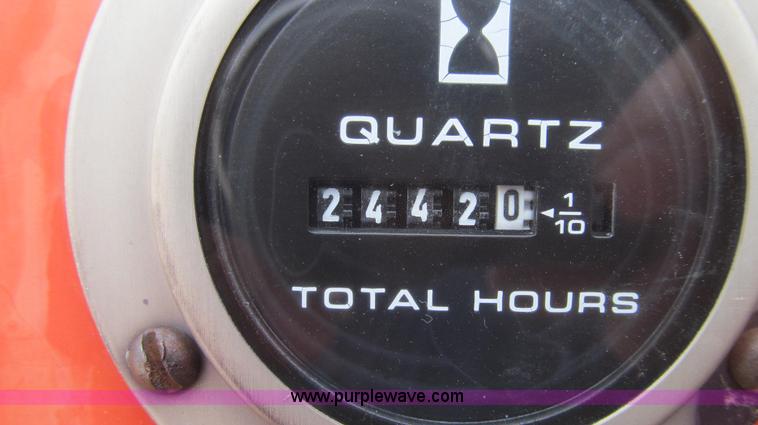 QUARTZ
24420 ◄ 1/10
TOTAL HOURS
www.purplewave.com